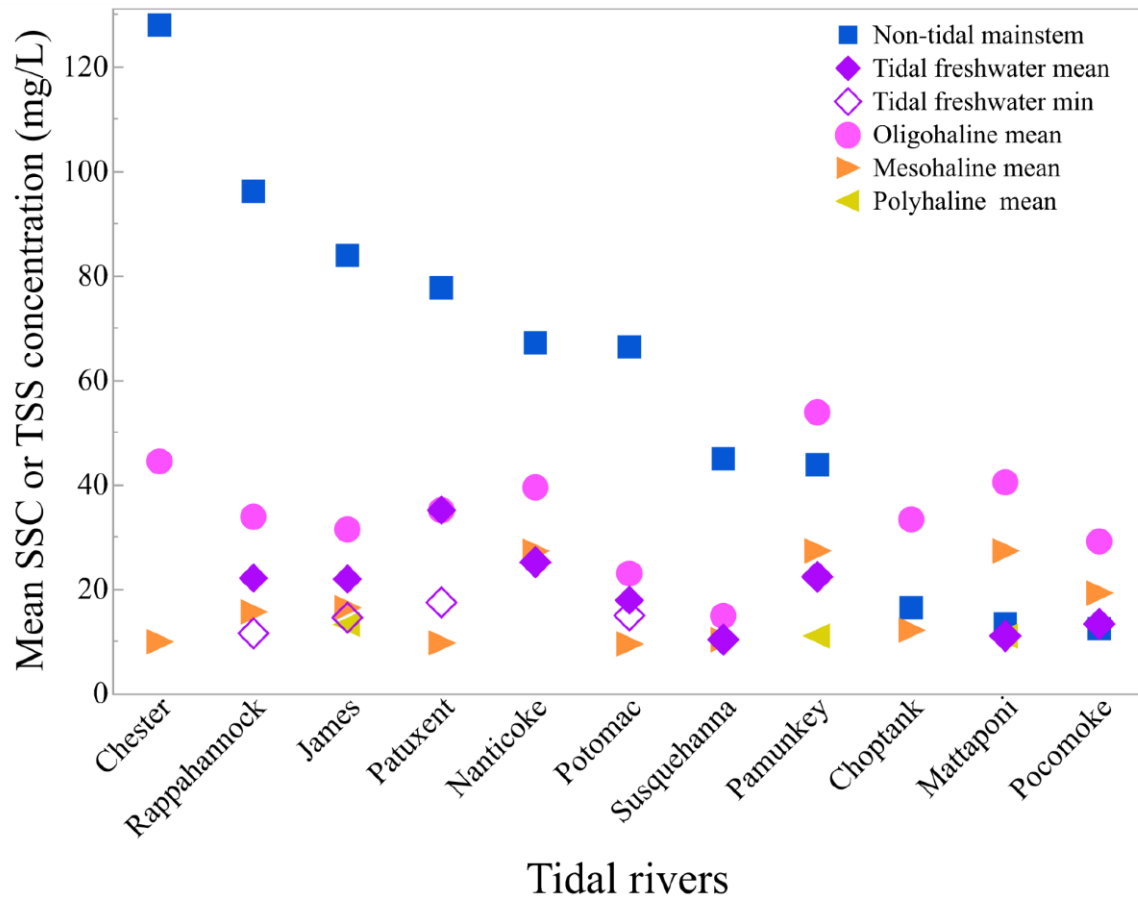 Mean SSC or TSS concentration (mg/L)
120
100
80
60
40
20
0
Non-tidal mainstem
Tidal freshwater mean
Tidal freshwater min
Oligohaline mean
Mesohaline mean
Polyhaline mean
Chester
Rappahannock
James
Patuxent
Nanticoke
Potomac
Susquehanna
Pamunkey
Choptank
Mattaponi
Pocomoke
Tidal rivers